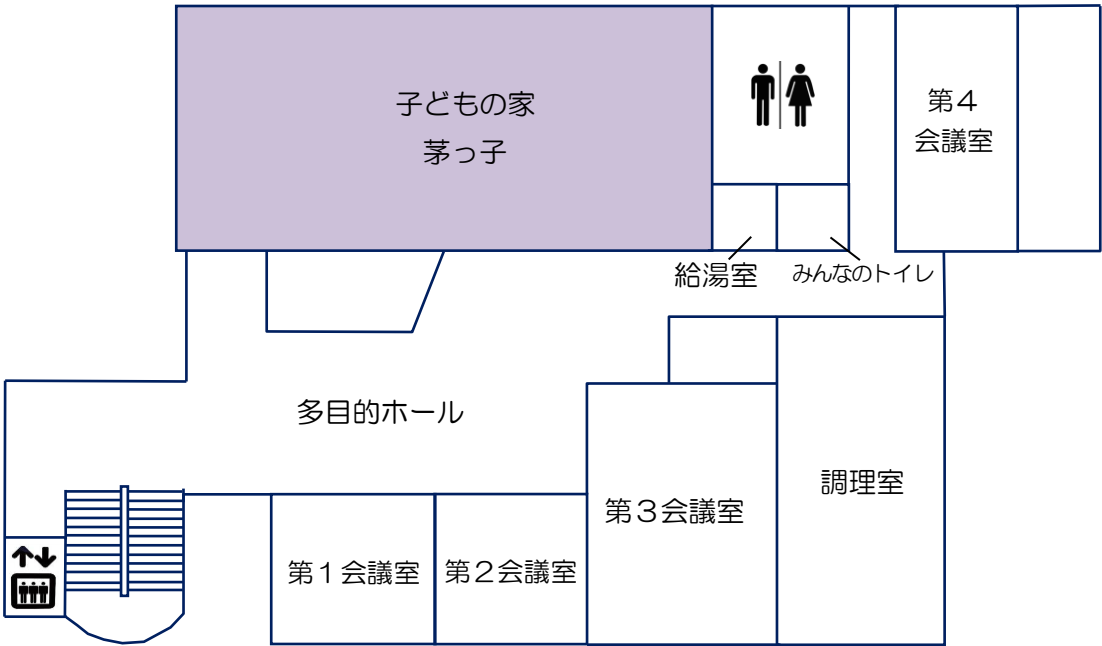 子どもの家
茅っ子
第４
会議室
給湯室
みんなのトイレ
多目的ホール
第３会議室
調理室
第１会議室
第２会議室